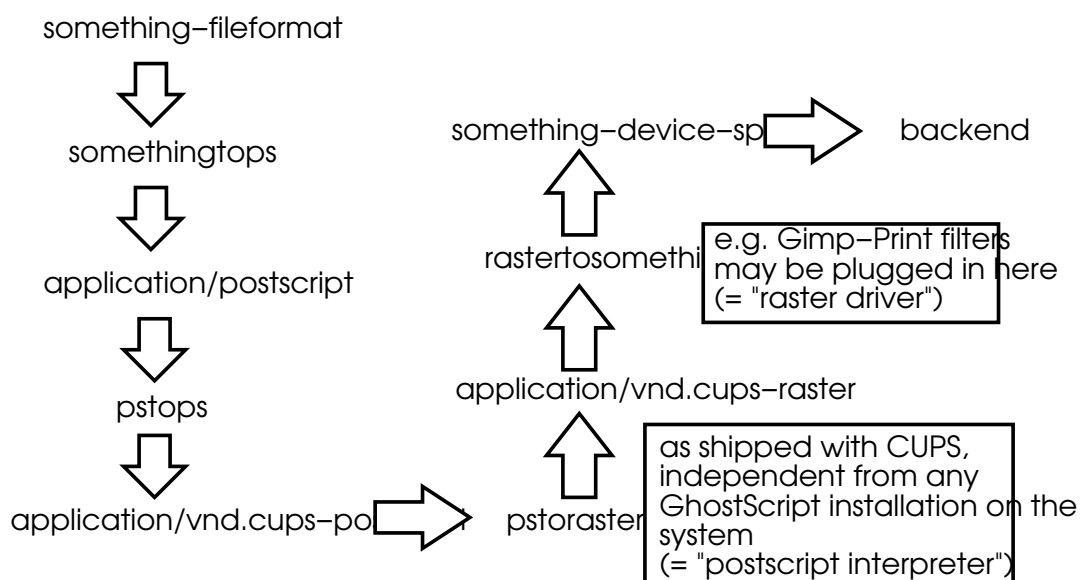 something–fileformat
somethingtops
application/postscript
pstops
application/vnd.cups–po
pstoraster
as shipped with CUPS,
independent from any
GhostScript installation on the
system
(= "postscript interpreter")
application/vnd.cups–raster
rastertosomethi
e.g. Gimp–Print filters
may be plugged in here
(= "raster driver")
something–device–sp
backend